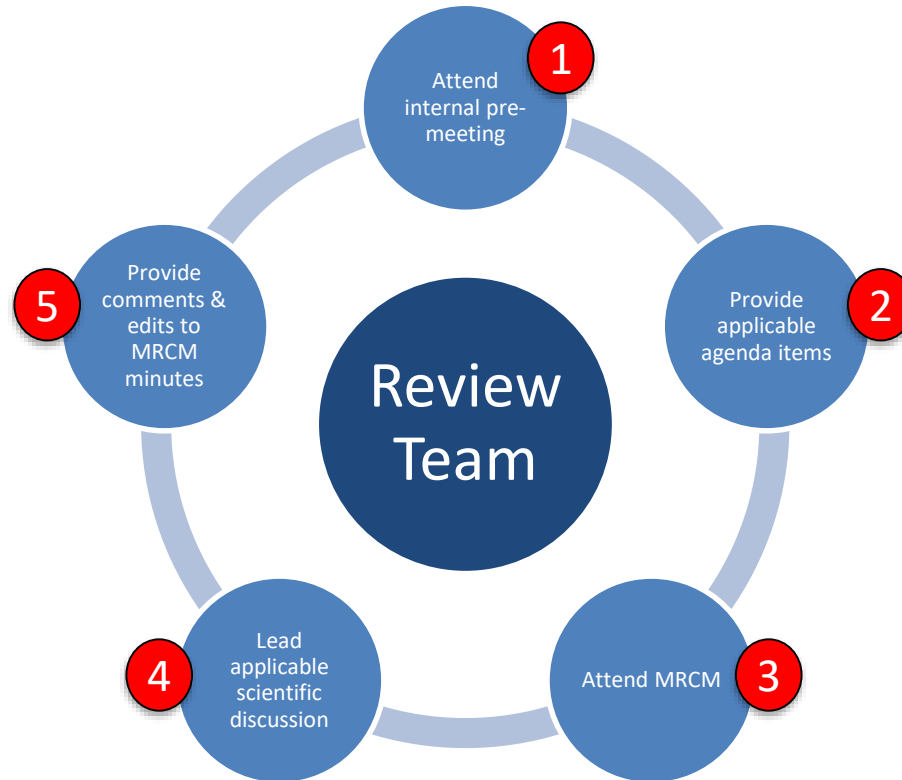 1
Attend
internal pre-
meeting
2
Provide
applicable
agenda items
3
Attend MRCM
4
Lead
applicable
scientific
discussion
5
Provide
comments &
edits to
MRCM
minutes
Review
Team